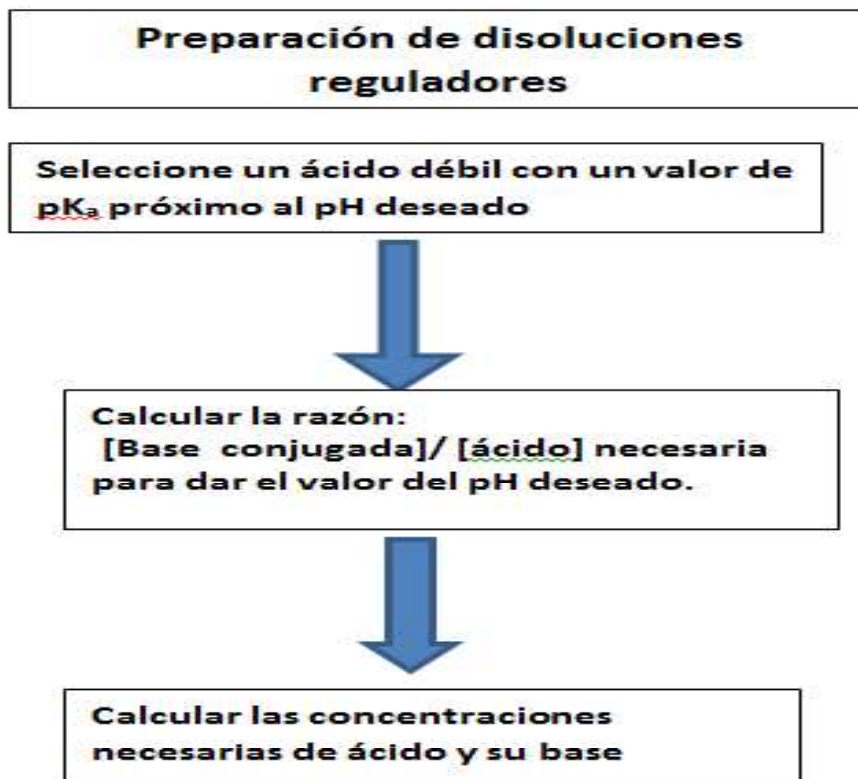 Preparación de disoluciones
reguladores
Seleccione un ácido débil con un valor de
pKₐ próximo al pH deseado
Calcular la razón:
[Base conjugada]/ [ácido] necesaria
para dar el valor del pH deseado.
Calcular las concentraciones
necesarias de ácido y su base